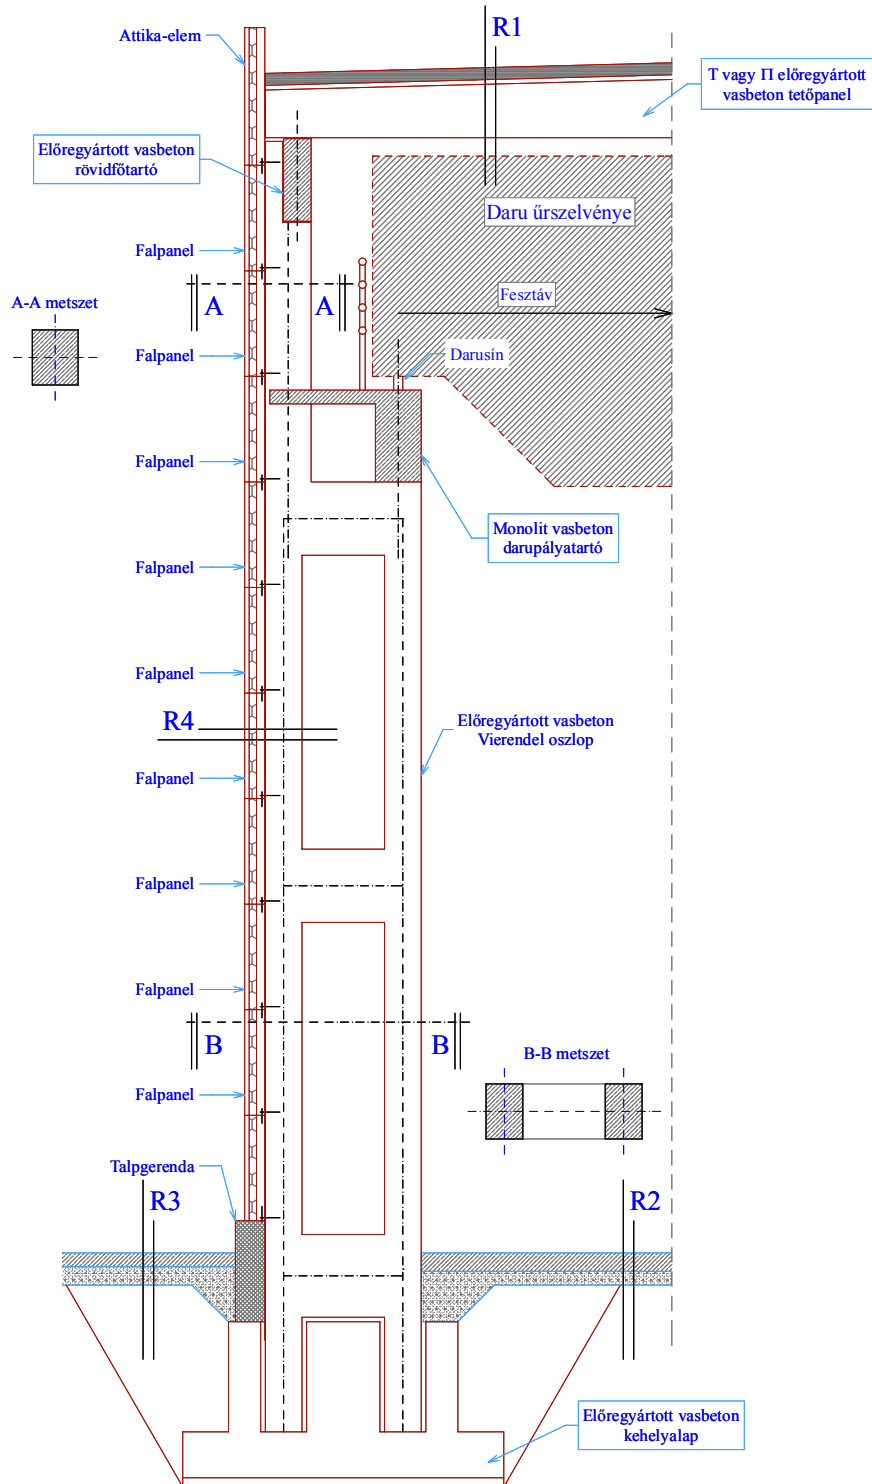 R1
Attika-elem
T vagy Π előregyártott
vasbeton tetőpanel
Előregyártott vasbeton
rövidfőtartó
Daru űrszelvénye
Falpanel
A-A metszet
A
A
Fesztáv
Falpanel
Darusín
Falpanel
Monolit vasbeton
darupályatartó
Falpanel
Falpanel
R4
Előregyártott vasbeton
Vierendel oszlop
Falpanel
Falpanel
Falpanel
B
B
B-B metszet
Falpanel
Talpgerenda
R3
R2
Előregyártott vasbeton
kehelyalap